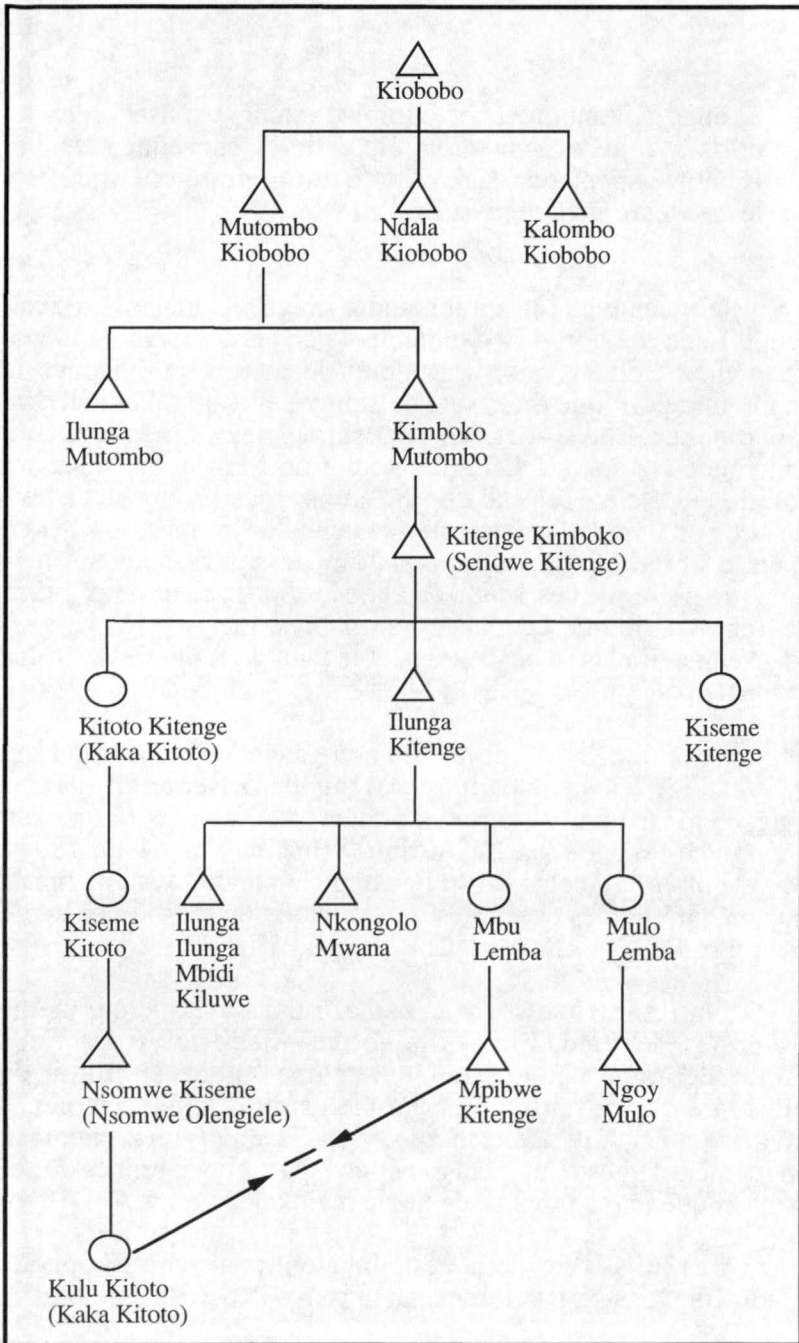 Kiobobo
Mutombo
Kiobobo
Ndala
Kiobobo
Kalombo
Kiobobo
Ilunga
Mutombo
Kimboko
Mutombo
Kitenge Kimboko
(Sendwe Kitenge)
Kitoto Kitenge
(Kaka Kitoto)
Ilunga
Kitenge
Kiseme
Kitenge
Kiseme
Kitoto
Ilunga
Ilunga
Mbidi
Kiluwe
Nkongolo
Mwana
Mbu
Lemba
Mulo
Lemba
Nsomwe Kiseme
(Nsomwe Olengiele)
Mpibwe
Kitenge
Ngoy
Mulo
Kulu Kitoto
(Kaka Kitoto)